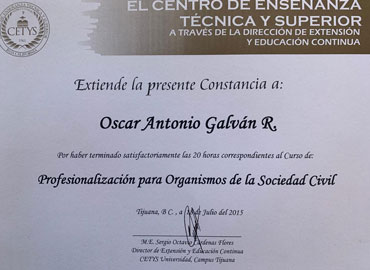 EL CENTRO DE ENSEÑANZA
TÉCNICA Y SUPERIOR
A TRAVÉS DE LA DIRECCIÓN DE EXTENSIÓN
Y EDUCACIÓN CONTINUA
CETYS
Extiende la presente Constancia a:
Oscar Antonio Galván R.
Por haber terminado satisfactoriamente las 20 horas correspondientes al Curso de:
Profesionalización para Organismos de la Sociedad Civil
Tijuana, B C , a de Julio del 2015
M.E. Sergio Octavio Cárdenas Flores
Director de Extensión y Educación Continua
CETYS Universidad, Campus Tijuana